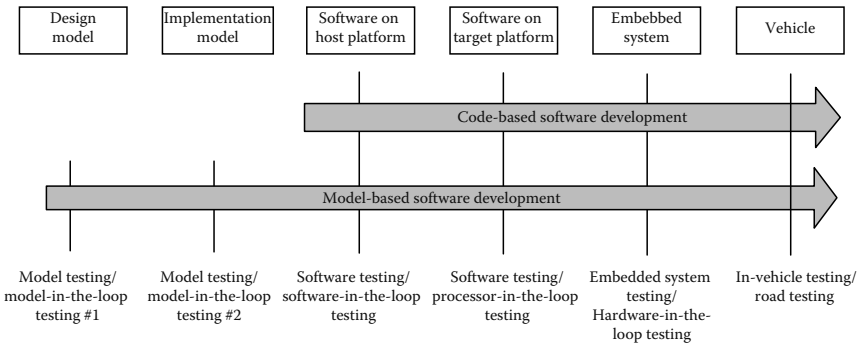 Design
model
Implementation
model
Software on
host platform
Software on
target platform
Embebbed
system
Vehicle
Code-based software development
Model-based software development
Model testing/
model-in-the-loop
testing #1
Model testing/
model-in-the-loop
testing #2
Software testing/
software-in-the-loop
testing
Software testing/
processor-in-the-loop
testing
Embedded system
testing/
Hardware-in-the-
loop testing
In-vehicle testing/
road testing